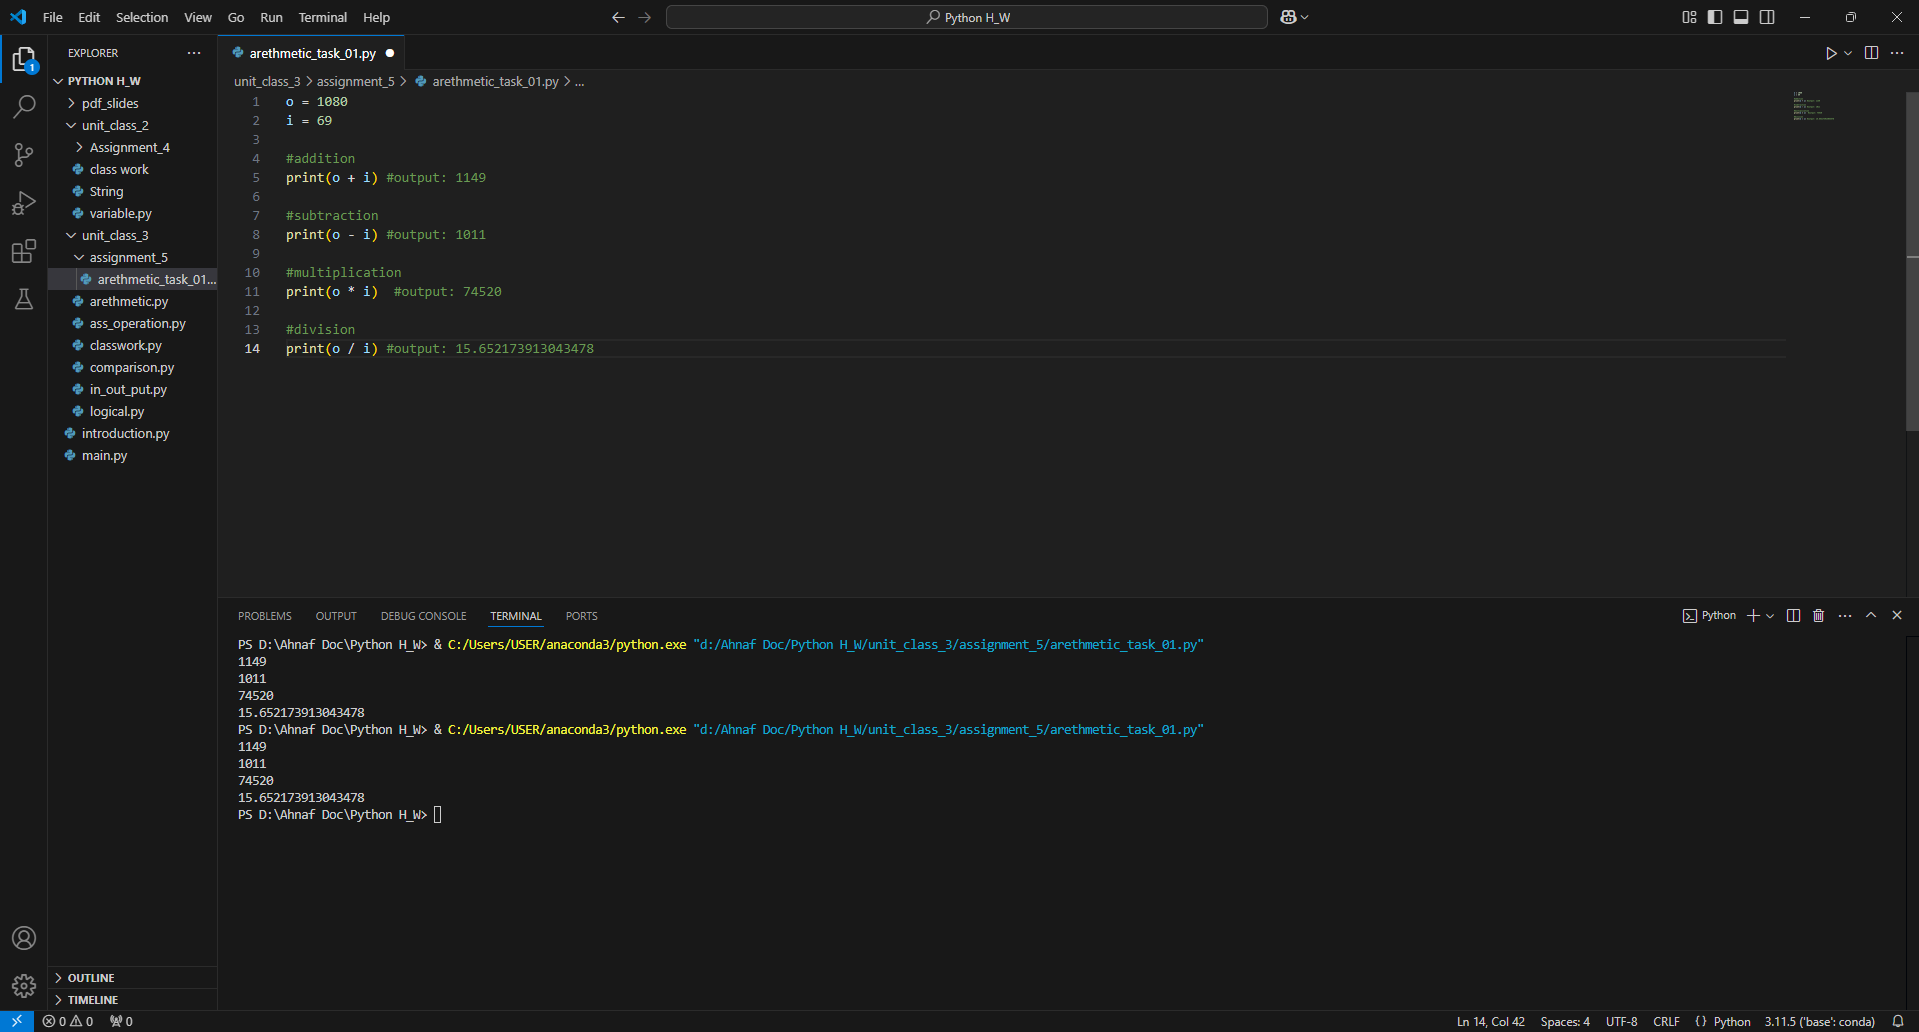 File Edit Selection View Go Run Terminal Help
Python H_W
EXPLORER
1
PYTHON H_W
pdf_slides
unit_class_2
Assignment_4
class work
String
variable.py
unit_class_3
assignment_5
arethmetic_task_01...
arethmetic.py
ass_operation.py
classwork.py
comparison.py
in_out_put.py
logical.py
introduction.py
main.py
OUTLINE
TIMELINE
arethmetic_task_01.py
unit_class_3 > assignment_5 > arethmetic_task_01.py > ...
1 o = 1080
2 i = 69
3
4 #addition
5 print(o + i) #output: 1149
6
7 #subtraction
8 print(o - i) #output: 1011
9
10 #multiplication
11 print(o * i)  #output: 74520
12
13 #division
14 print(o / i) #output: 15.652173913043478
PROBLEMS OUTPUT DEBUG CONSOLE TERMINAL PORTS
Python
PS D:\Ahnaf Doc\Python H_W> & C:/Users/USER/anaconda3/python.exe "d:/Ahnaf Doc/Python H_W/unit_class_3/assignment_5/arethmetic_task_01.py"
1149
1011
74520
15.652173913043478
PS D:\Ahnaf Doc\Python H_W> & C:/Users/USER/anaconda3/python.exe "d:/Ahnaf Doc/Python H_W/unit_class_3/assignment_5/arethmetic_task_01.py"
1149
1011
74520
15.652173913043478
PS D:\Ahnaf Doc\Python H_W>
0 0 0
Ln 14, Col 42 Spaces: 4 UTF-8 CRLF {} Python 3.11.5 ('base': conda)